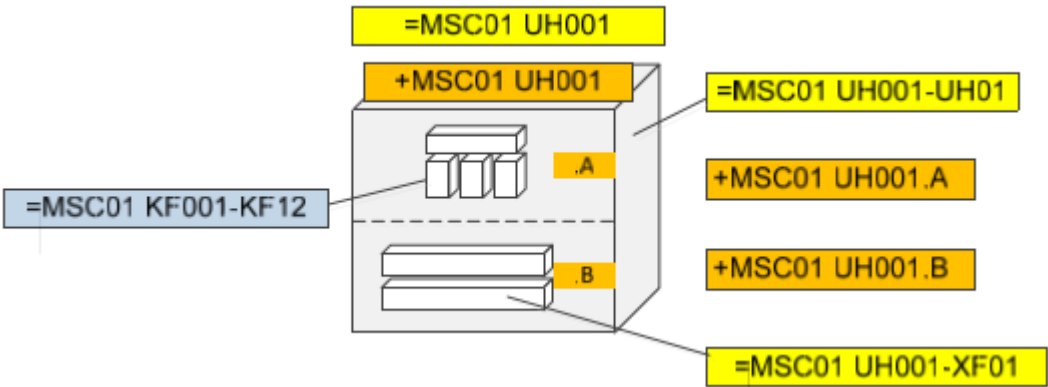 =MSC01 UH001
+MSC01 UH001
=MSC01 UH001-UH01
.A
+MSC01 UH001.A
=MSC01 KF001-KF12
.B
+MSC01 UH001.B
=MSC01 UH001-XF01